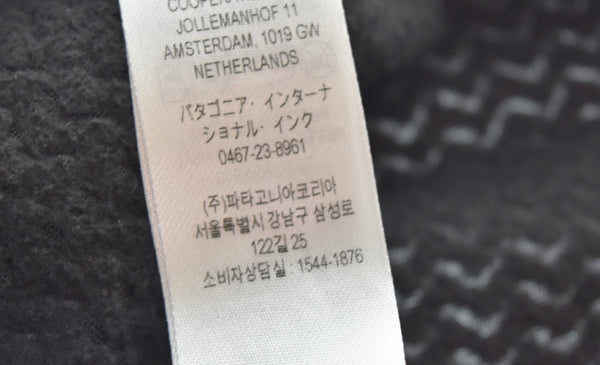 JOLLEMANHOF 11
AMSTERDAM, 1019 GW
NETHERLANDS
パタゴニア・インターナ
ショナル・インク
0467-23-8961
(주)파타고니아코리아
서울특별시 강남구 삼성로
122길 25
소비자상담실 : 1544-1876